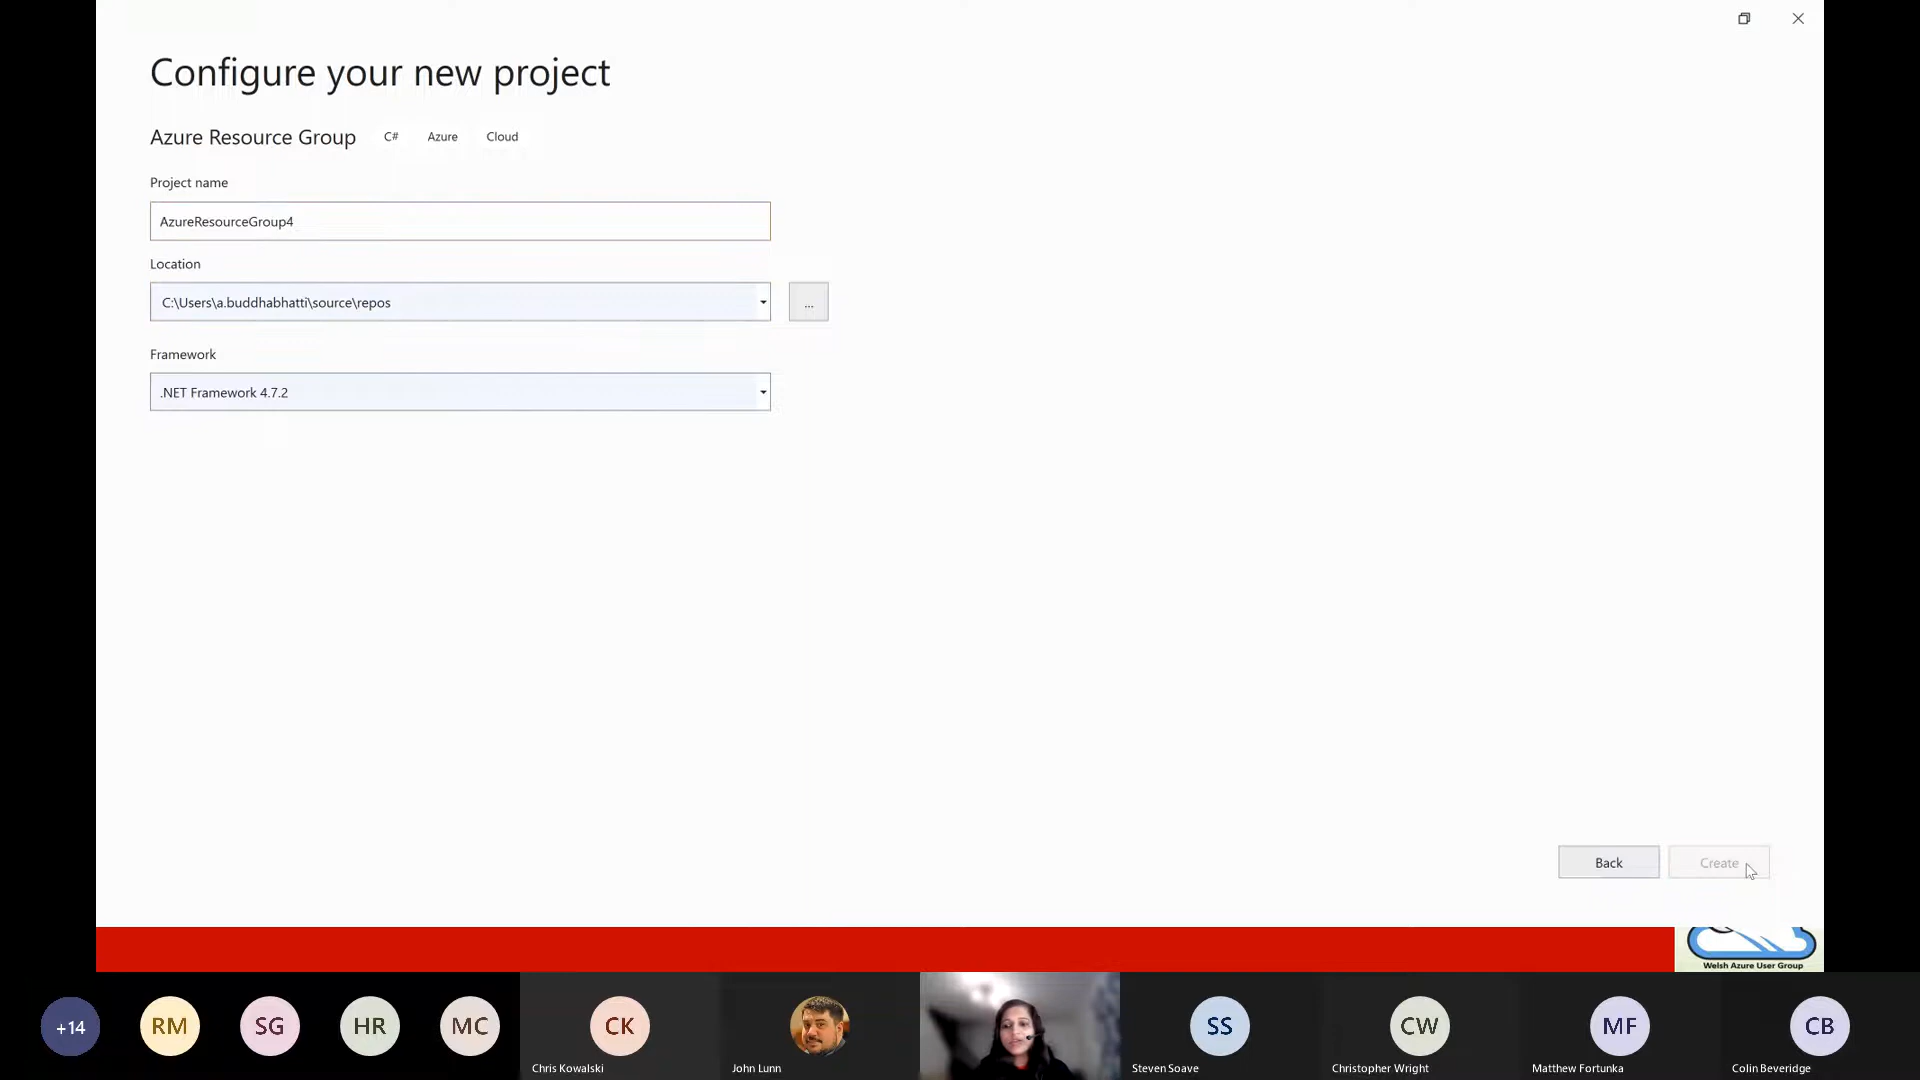 Configure your new project
Azure Resource Group C# Azure Cloud
Project name
AzureResourceGroup4
Location
C:\Users\a.buddhabhatti\source\repos
...
Framework
.NET Framework 4.7.2
Back
Create
Welsh Azure User Group
+14
RM
SG
HR
MC
CK
SS
CW
MF
CB
Chris Kowalski
John Lunn
Steven Soave
Christopher Wright
Matthew Fortunka
Colin Beveridge